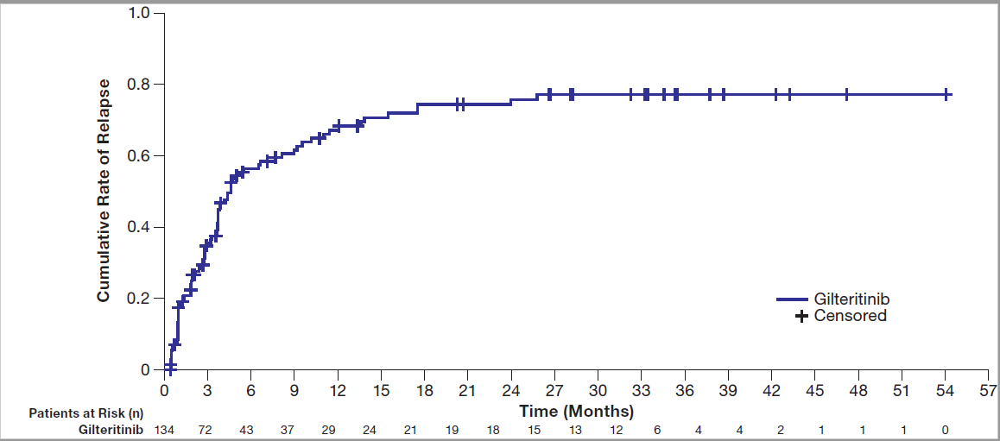 Cumulative Rate of Relapse
1.0
0.8
0.6
0.4
0.2
0
Gilteritinib
Censored
0 3 6 9 12 15 18 21 24 27 30 33 36 39 42 45 48 51 54 57
Time (Months)
Patients at Risk (n)
Gilteritinib 134 72 43 37 29 24 21 19 18 15 13 12 6 4 4 2 1 1 1 0